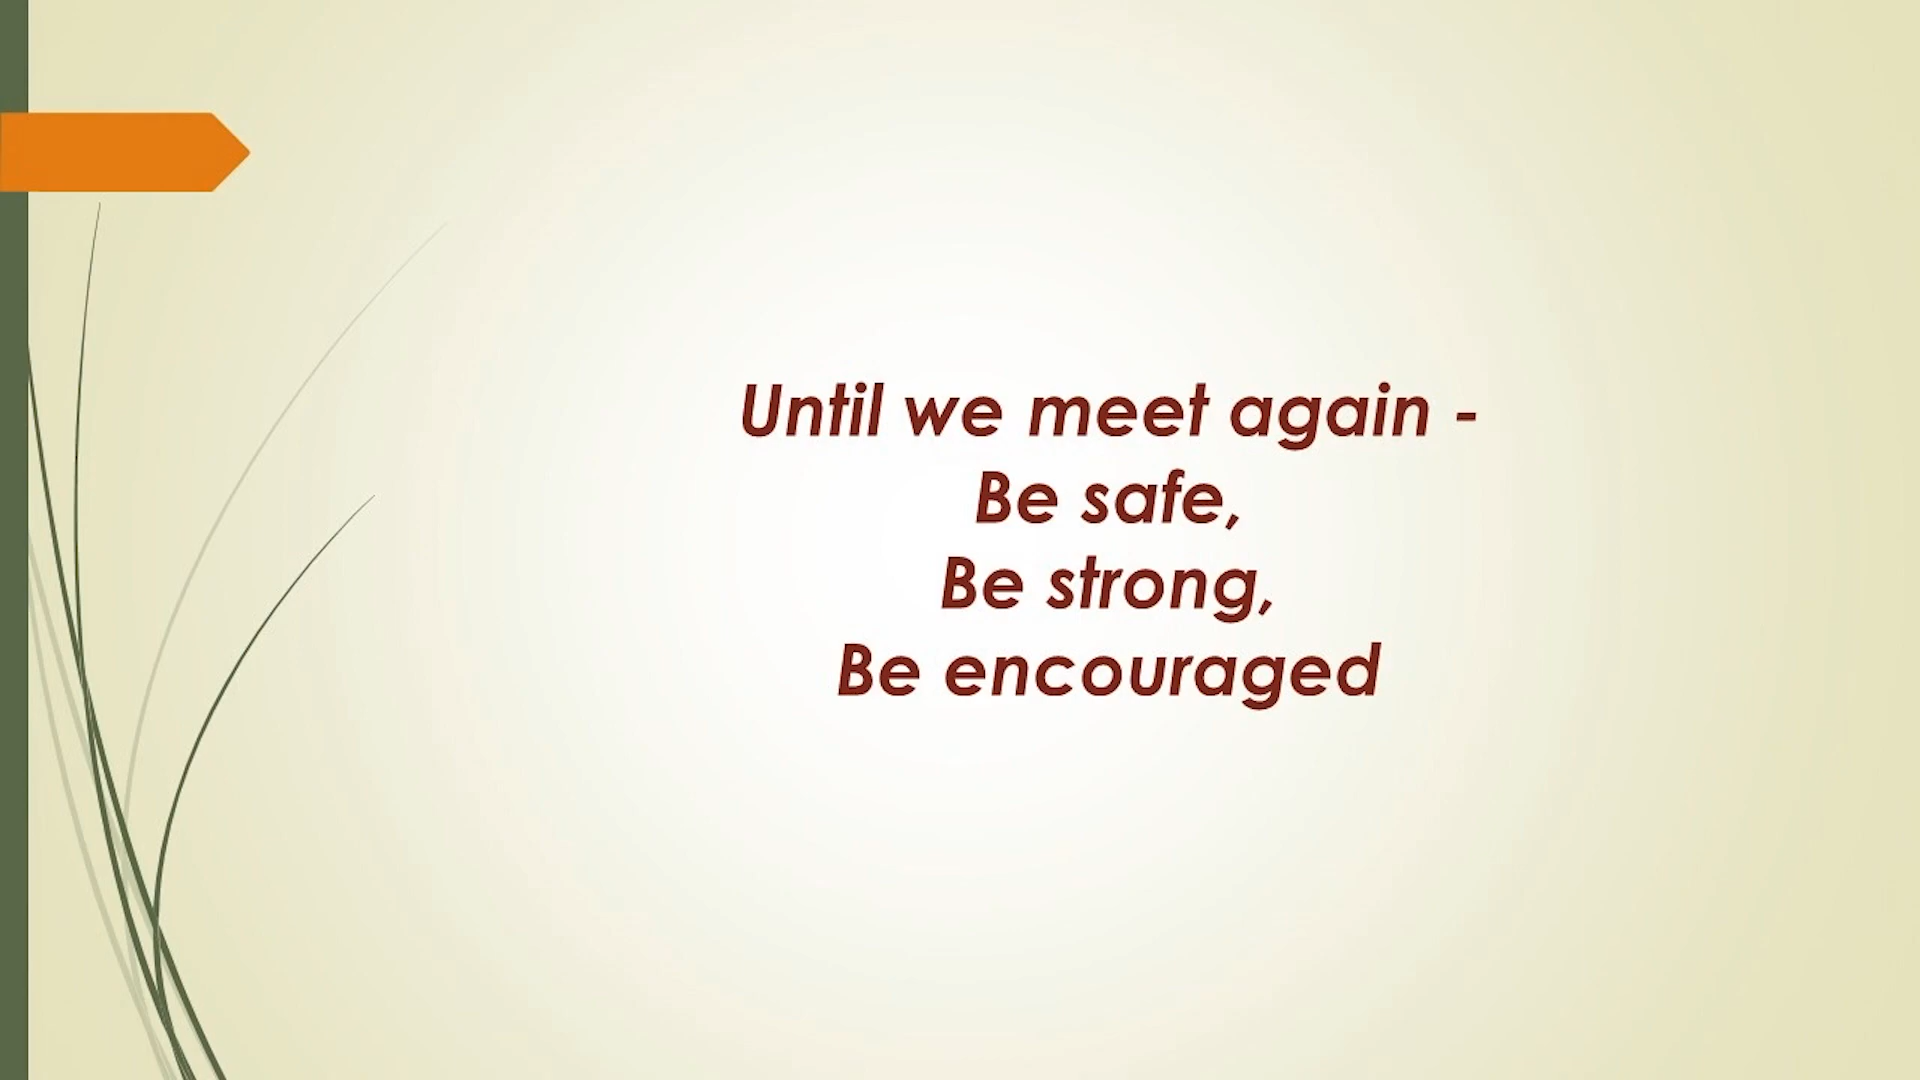 Until we meet again -
Be safe,
Be strong,
Be encouraged